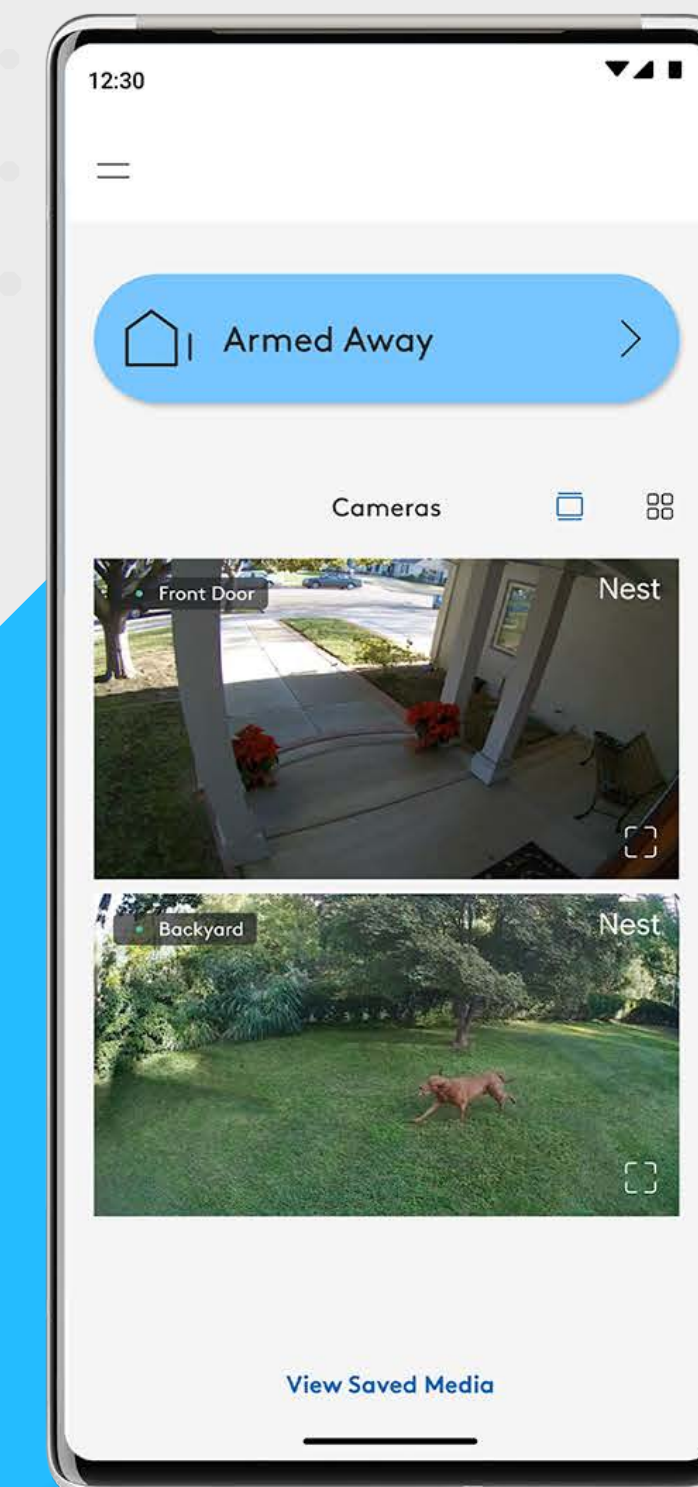 12:30
Armed Away
Cameras
Front Door
Nest
Backyard
Nest
View Saved Media